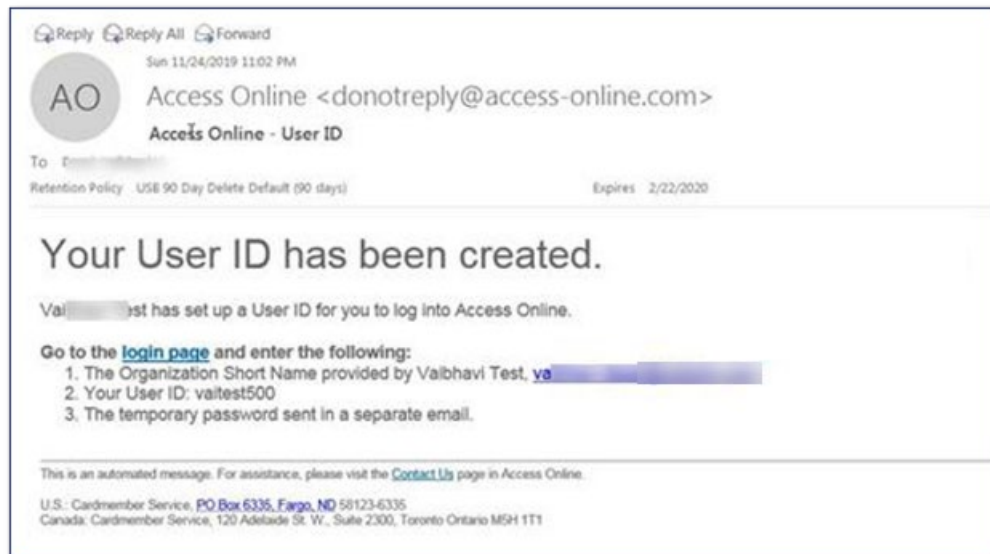 Reply Reply All Forward
Sun 11/24/2019 11:02 PM
AO
Access Online <donotreply@access-online.com>
Access Online - User ID
To
Retention Policy USB 90 Day Delete Default (90 days) Expires 2/22/2020
Your User ID has been created.
Vai est has set up a User ID for you to log into Access Online.
Go to the login page and enter the following:
1. The Organization Short Name provided by Vaibhavi Test, va
2. Your User ID: vaitest500
3. The temporary password sent in a separate email.
This is an automated message. For assistance, please visit the Contact Us page in Access Online.
U.S.: Cardmember Service, PO Box 6335, Fargo, ND 58123-6335
Canada: Cardmember Service, 120 Adelaide St. W., Suite 2300, Toronto Ontario M5H 1T1